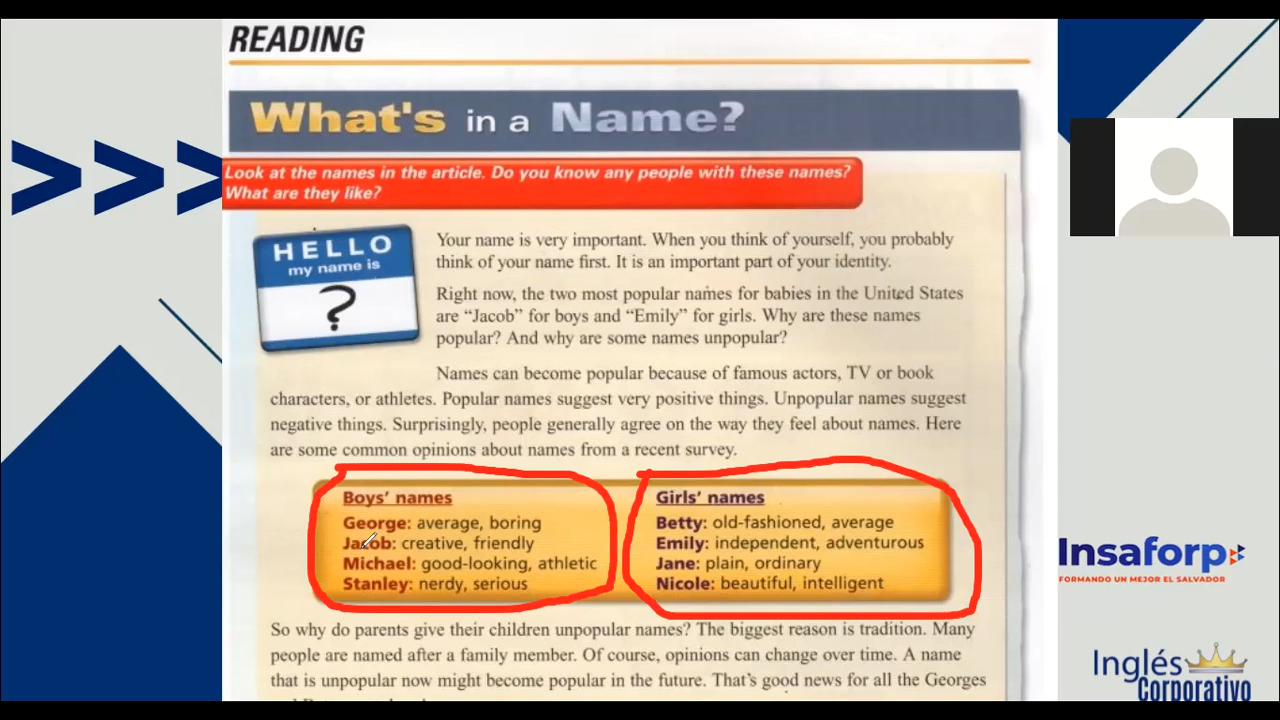 READING
What's in a Name?
Look at the names in the article. Do you know any people with these names?
What are they like?
HELLO
my name is
?
Your name is very important. When you think of yourself, you probably
think of your name first. It is an important part of your identity.
Right now, the two most popular names for babies in the United States
are “Jacob” for boys and “Emily” for girls. Why are these names
popular? And why are some names unpopular?
Names can become popular because of famous actors, TV or book
characters, or athletes. Popular names suggest very positive things. Unpopular names suggest
negative things. Surprisingly, people generally agree on the way they feel about names. Here
are some common opinions about names from a recent survey.
Boys' names
George: average, boring
Jacob: creative, friendly
Michael: good-looking, athletic
Stanley: nerdy, serious
Girls' names
Betty: old-fashioned, average
Emily: independent, adventurous
Jane: plain, ordinary
Nicole: beautiful, intelligent
So why do parents give their children unpopular names? The biggest reason is tradition. Many
people are named after a family member. Of course, opinions can change over time. A name
that is unpopular now might become popular in the future. That's good news for all the Georges
Insaforp
FORMANDO UN MEJOR EL SALVADOR
Inglés
Corporativo